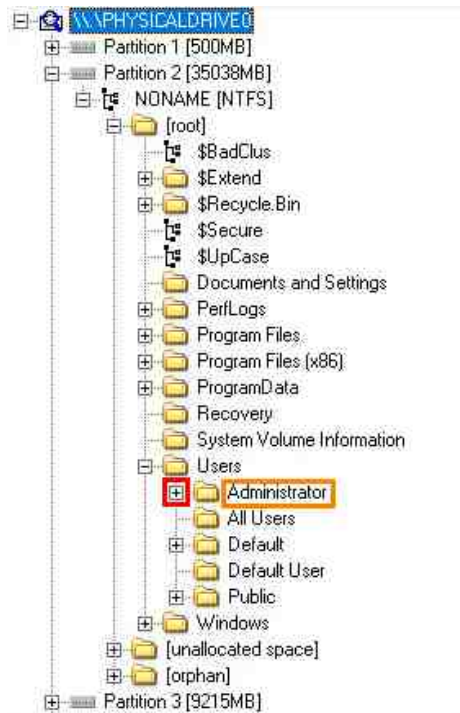 \\.\PHYSICALDRIVE0
Partition 1 [500MB]
Partition 2 [35038MB]
NONAME [NTFS]
[root]
$BadClus
$Extend
$Recycle.Bin
$Secure
$UpCase
Documents and Settings
PerfLogs
Program Files
Program Files (x86)
ProgramData
Recovery
System Volume Information
Users
Administrator
All Users
Default
Default User
Public
Windows
[unallocated space]
[orphan]
Partition 3 [9215MB]